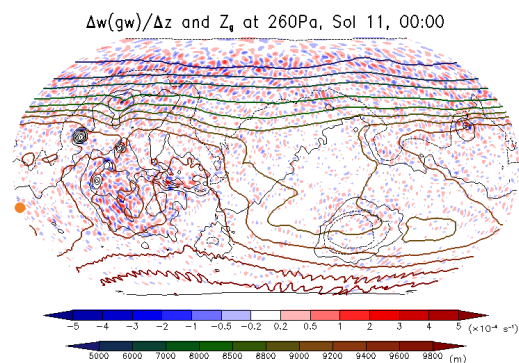 Δw(gw)/Δz and Zg at 260Pa, Sol 11, 00:00
−5 −4 −3 −2 −1 −0.5 −0.2 0.2 0.5 1 2 3 4 5 (×10⁻⁴ s⁻¹)
5000 6000 7000 8000 8500 8800 9000 9200 9400 9600 9800 (m)